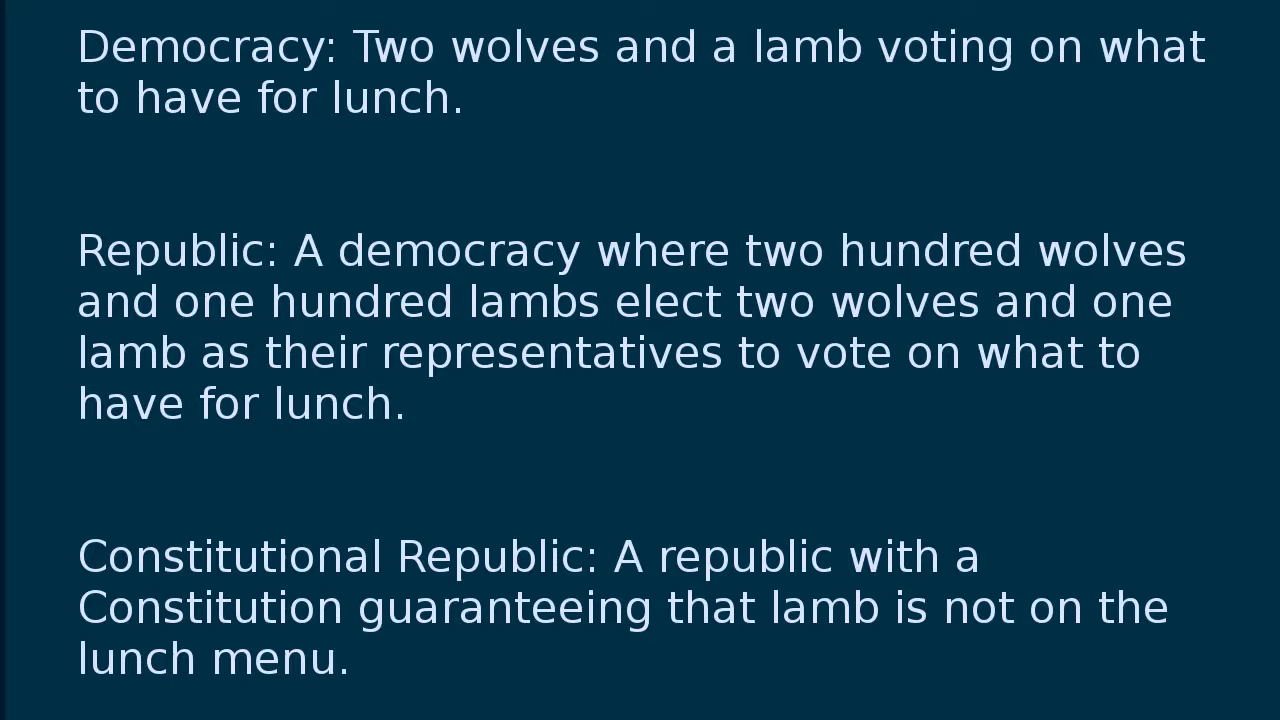 Democracy: Two wolves and a lamb voting on what
to have for lunch.
Republic: A democracy where two hundred wolves
and one hundred lambs elect two wolves and one
lamb as their representatives to vote on what to
have for lunch.
Constitutional Republic: A republic with a
Constitution guaranteeing that lamb is not on the
lunch menu.